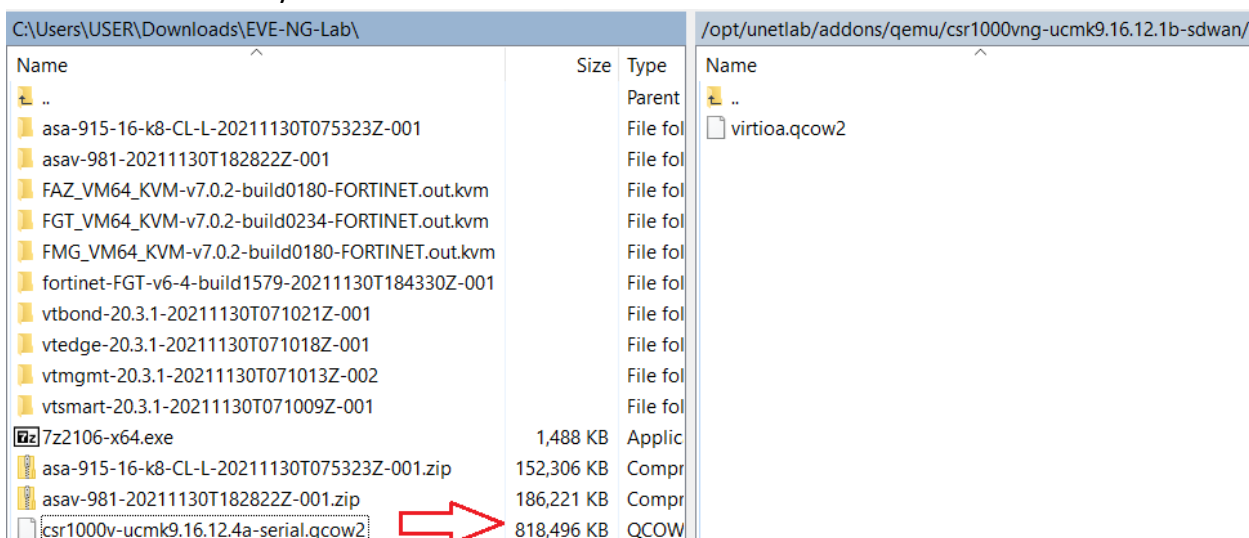 C:\Users\USER\Downloads\EVE-NG-Lab\ /opt/unetlab/addons/qemu/csr1000vng-ucmk9.16.12.1b-sdwan/
Name Size Type Name
.. Parent ..
asa-915-16-k8-CL-L-20211130T075323Z-001 File fol virtioa.qcow2
asav-981-20211130T182822Z-001 File fol
FAZ_VM64_KVM-v7.0.2-build0180-FORTINET.out.kvm File fol
FGT_VM64_KVM-v7.0.2-build0234-FORTINET.out.kvm File fol
FMG_VM64_KVM-v7.0.2-build0180-FORTINET.out.kvm File fol
fortinet-FGT-v6-4-build1579-20211130T184330Z-001 File fol
vtbond-20.3.1-20211130T071021Z-001 File fol
vtedge-20.3.1-20211130T071018Z-001 File fol
vtmgmt-20.3.1-20211130T071013Z-002 File fol
vtsmart-20.3.1-20211130T071009Z-001 File fol
7z 7z2106-x64.exe 1,488 KB Applic
asa-915-16-k8-CL-L-20211130T075323Z-001.zip 152,306 KB Compr
asav-981-20211130T182822Z-001.zip 186,221 KB Compr
csr1000v-ucmk9.16.12.4a-serial.qcow2 818,496 KB QCOW